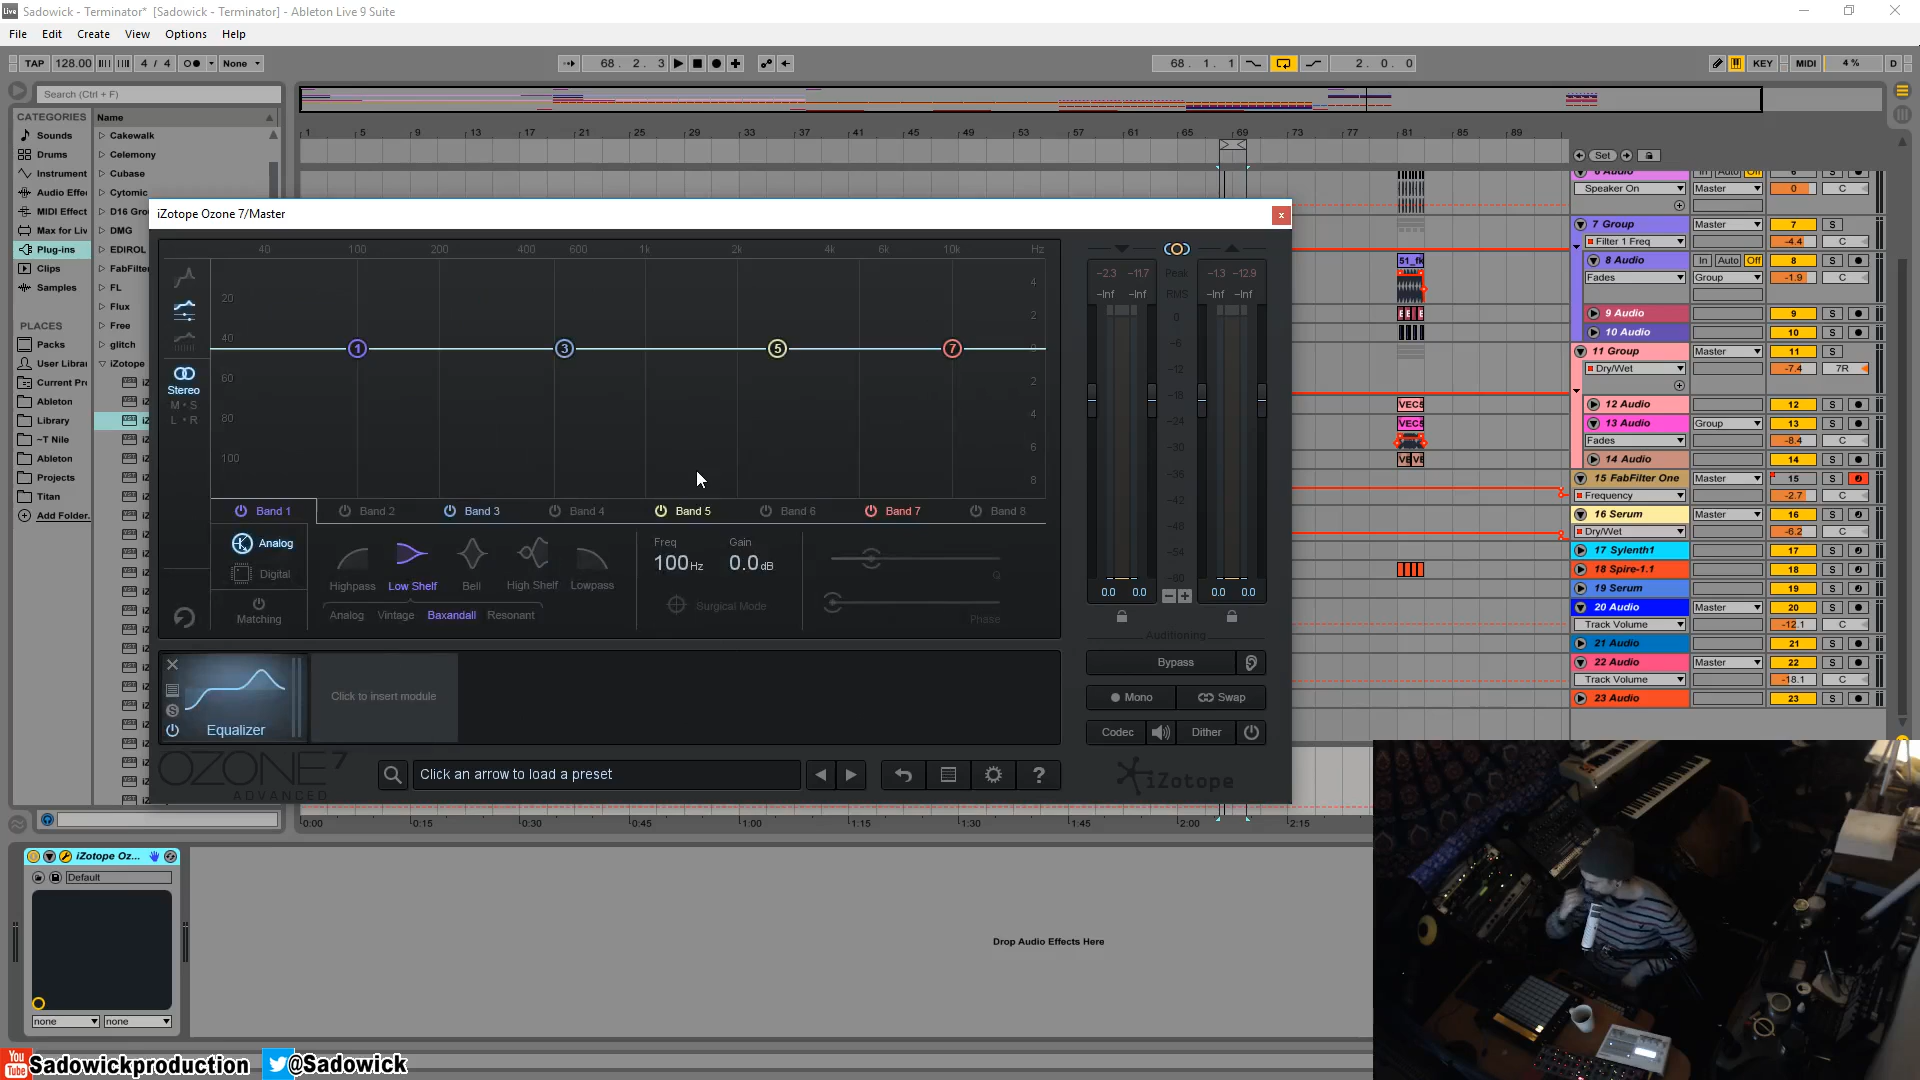 Live Sadowick - Terminator* [Sadowick - Terminator] - Ableton Live 9 Suite
File Edit Create View Options Help
TAP 128.00 4 / 4 None 68. 2. 3 68. 1. 1 2. 0. 0 KEY MIDI 4 % D
Search (Ctrl + F)
CATEGORIES
Sounds
Drums
Instrument
Audio Effe
MIDI Effect
Max for Liv
Plug-ins
Clips
Samples
PLACES
Packs
User Libra
Current Pr
Ableton
Library
~T Nile
Ableton
Projects
Titan
Add Folder.
Name
Cakewalk
Celemony
Cubase
Cytomic
D16 Gro
DMG
EDIROL
FabFilter
FL
Flux
Free
glitch
iZotope
1 5 9 13 17 21 25 29 33 37 41 45 49 53 57 61 65 69 73 77 81 85 89
Set
iZotope Ozone 7/Master
x
40 100 200 400 600 1k 2k 4k 6k 10k Hz
20
40
60
80
100
4
2
2
4
6
8
1 3 5 7
Stereo
M • S
L • R
Band 1 Band 2 Band 3 Band 4 Band 5 Band 6 Band 7 Band 8
Analog
Digital
Matching
Highpass Low Shelf Bell High Shelf Lowpass
Analog Vintage Baxandall Resonant
Freq Gain
100Hz 0.0dB
Surgical Mode
Q
Phase
Equalizer
S
Click to insert module
OZONE 7
ADVANCED
Click an arrow to load a preset
?
-2.3 -11.7 Peak -1.3 -12.9
-Inf -Inf RMS -Inf -Inf
0
-6
-12
-18
-24
-30
-36
-42
-48
-54
-60
0.0 0.0 0.0 0.0
Auditioning
Bypass
Mono Swap
Codec Dither
iZotope
6 Audio In Auto Off 6
Speaker On Master 0 C
7 Group Master 7 S
Filter 1 Freq -4.4 C
8 Audio In Auto Off 8 S
Fades Group -1.9 C
9 Audio 9 S
10 Audio 10 S
11 Group Master 11 S
Dry/Wet -7.4 7R
12 Audio 12 S
13 Audio Group 13 S
Fades -8.4 C
14 Audio 14 S
15 FabFilter One Master 15 S
Frequency -2.7 C
16 Serum Master 16 S
Dry/Wet -6.2 C
17 Sylenth1 17 S
18 Spire-1.1 18 S
19 Serum 19 S
20 Audio Master 20 S
Track Volume -12.1 C
21 Audio 21 S
22 Audio Master 22 S
Track Volume -18.1 C
23 Audio 23 S
51_fk
VEC5
VEC5
0:00 0:15 0:30 0:45 1:00 1:15 1:30 1:45 2:00 2:15
iZotope Oz...
Default
none none
Drop Audio Effects Here
You Tube Sadowickproduction @Sadowick